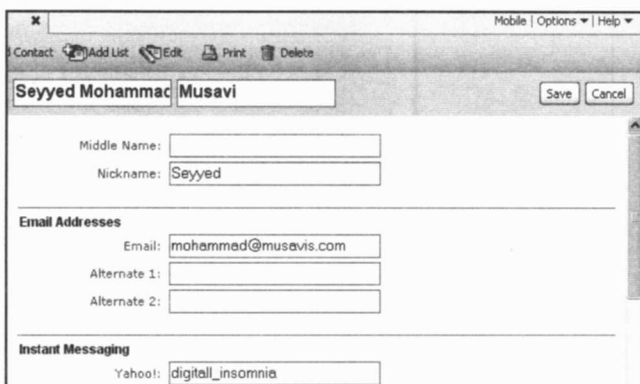 Mobile | Options ▾ | Help ▾
Contact Add List Edit Print Delete
Seyyed Mohammad Musavi Save Cancel
Middle Name:
Nickname: Seyyed
Email Addresses
Email: mohammad@musavis.com
Alternate 1:
Alternate 2:
Instant Messaging
Yahoo!: digitall_insomnia